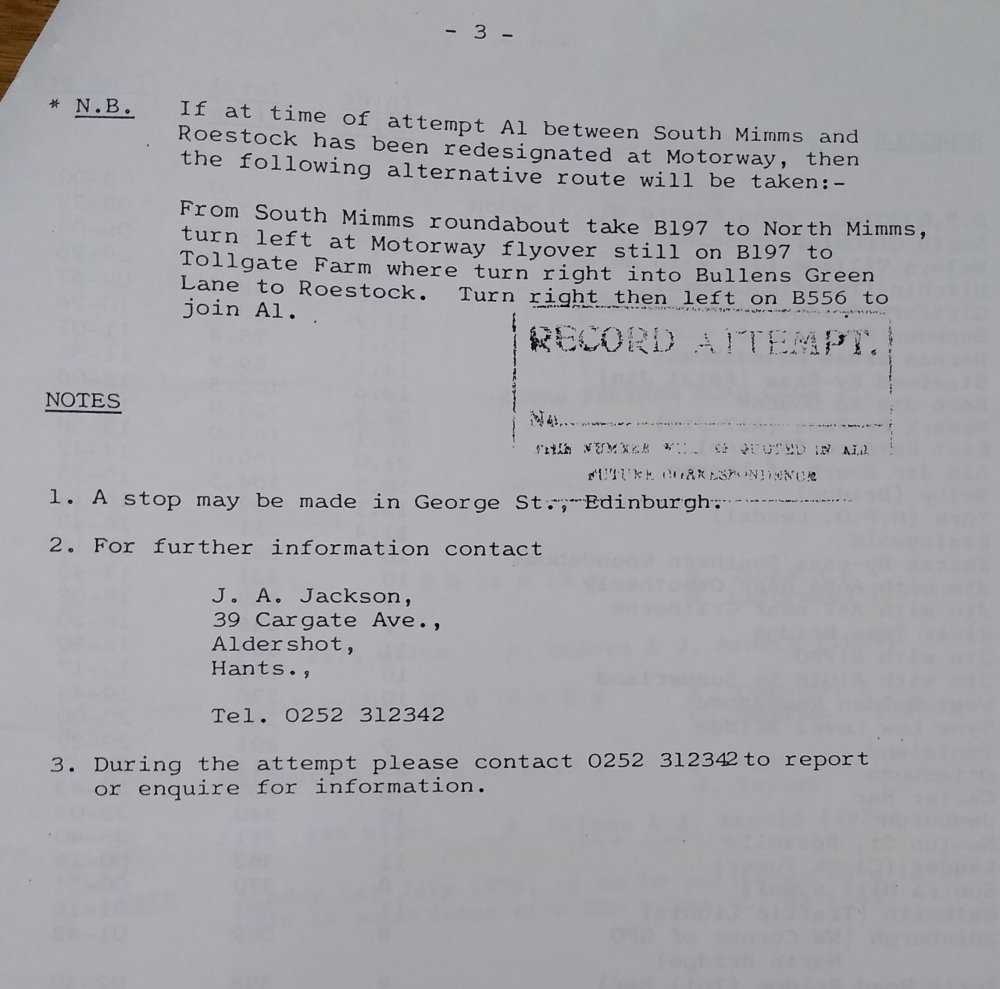 - 3 -
* N.B. If at time of attempt A1 between South Mimms and
Roestock has been redesignated at Motorway, then
the following alternative route will be taken:-
From South Mimms roundabout take B197 to North Mimms,
turn left at Motorway flyover still on B197 to
Tollgate Farm where turn right into Bullens Green
Lane to Roestock. Turn right then left on B556 to
join A1.
RECORD ATTEMPT.
No.
THIS NUMBER WILL BE QUOTED IN ALL
FUTURE CORRESPONDENCE
NOTES
1. A stop may be made in George St., Edinburgh.
2. For further information contact
J. A. Jackson,
39 Cargate Ave.,
Aldershot,
Hants.,
Tel. 0252 312342
3. During the attempt please contact 0252 312342 to report
or enquire for information.